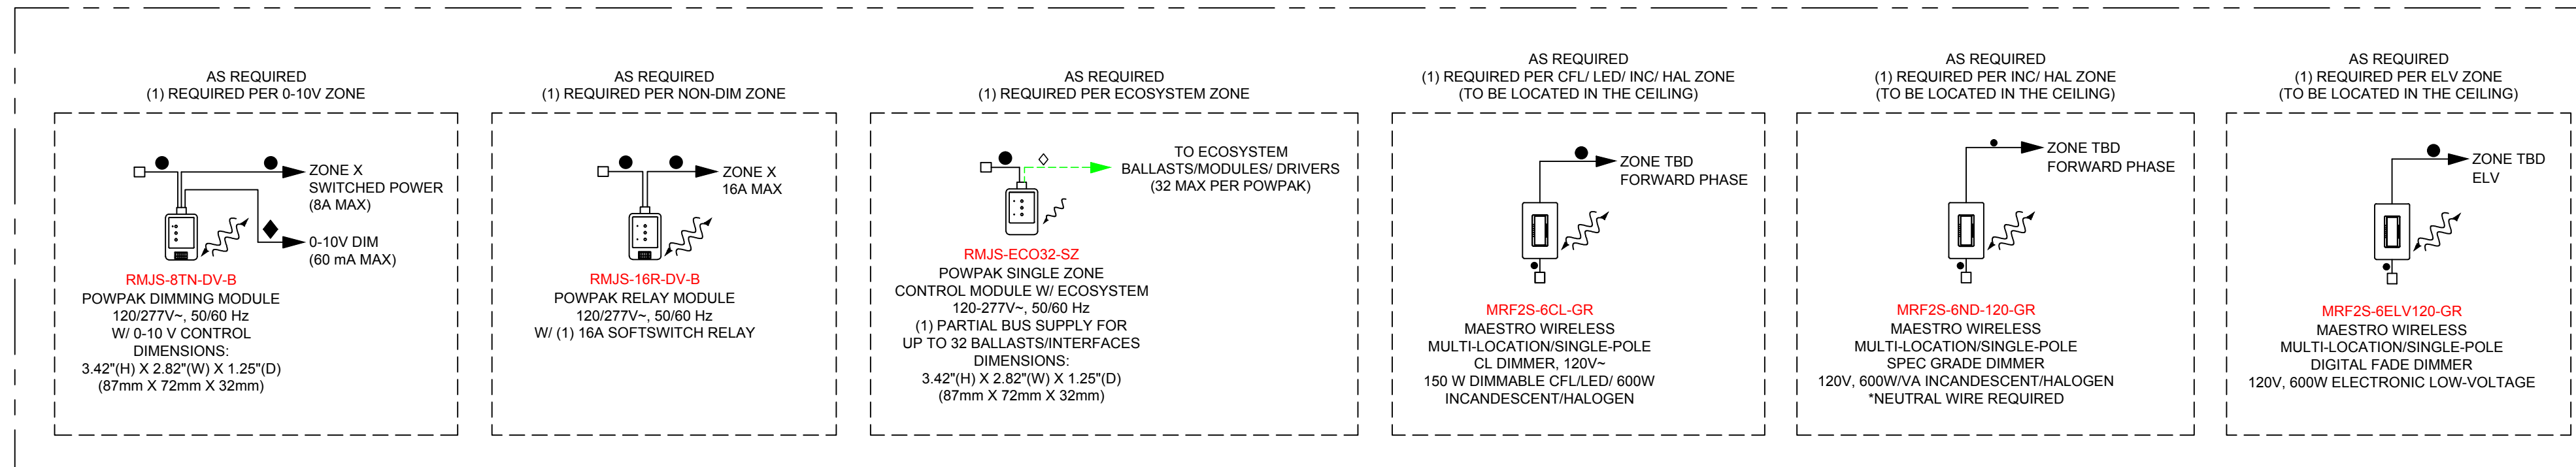 AS REQUIRED
(1) REQUIRED PER 0-10V ZONE
ZONE X
SWITCHED POWER
(8A MAX)
0-10V DIM
(60 mA MAX)
RMJS-8TN-DV-B
POWPAK DIMMING MODULE
120/277V~, 50/60 Hz
W/ 0-10 V CONTROL
DIMENSIONS:
3.42"(H) X 2.82"(W) X 1.25"(D)
(87mm X 72mm X 32mm)
AS REQUIRED
(1) REQUIRED PER NON-DIM ZONE
ZONE X
16A MAX
RMJS-16R-DV-B
POWPAK RELAY MODULE
120/277V~, 50/60 Hz
W/ (1) 16A SOFTSWITCH RELAY
AS REQUIRED
(1) REQUIRED PER ECOSYSTEM ZONE
TO ECOSYSTEM
BALLASTS/MODULES/ DRIVERS
(32 MAX PER POWPAK)
RMJS-ECO32-SZ
POWPAK SINGLE ZONE
CONTROL MODULE W/ ECOSYSTEM
120-277V~, 50/60 Hz
(1) PARTIAL BUS SUPPLY FOR
UP TO 32 BALLASTS/INTERFACES
DIMENSIONS:
3.42"(H) X 2.82"(W) X 1.25"(D)
(87mm X 72mm X 32mm)
AS REQUIRED
(1) REQUIRED PER CFL/ LED/ INC/ HAL ZONE
(TO BE LOCATED IN THE CEILING)
ZONE TBD
FORWARD PHASE
MRF2S-6CL-GR
MAESTRO WIRELESS
MULTI-LOCATION/SINGLE-POLE
CL DIMMER, 120V~
150 W DIMMABLE CFL/LED/ 600W
INCANDESCENT/HALOGEN
AS REQUIRED
(1) REQUIRED PER INC/ HAL ZONE
(TO BE LOCATED IN THE CEILING)
ZONE TBD
FORWARD PHASE
MRF2S-6ND-120-GR
MAESTRO WIRELESS
MULTI-LOCATION/SINGLE-POLE
SPEC GRADE DIMMER
120V, 600W/VA INCANDESCENT/HALOGEN
*NEUTRAL WIRE REQUIRED
AS REQUIRED
(1) REQUIRED PER ELV ZONE
(TO BE LOCATED IN THE CEILING)
ZONE TBD
ELV
MRF2S-6ELV120-GR
MAESTRO WIRELESS
MULTI-LOCATION/SINGLE-POLE
DIGITAL FADE DIMMER
120V, 600W ELECTRONIC LOW-VOLTAGE